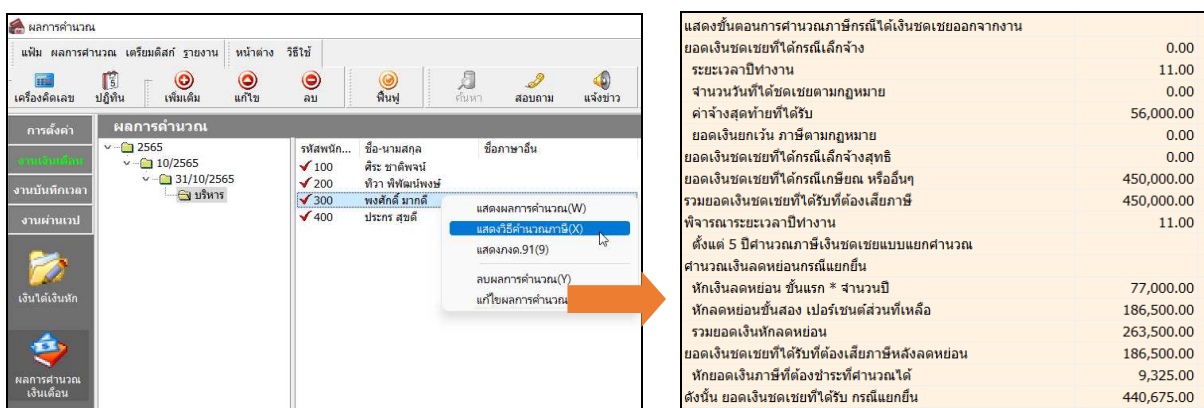 ผลการคำนวณ
แฟ้ม ผลการคำนวณ เตรียมดิสก์ รายงาน หน้าต่าง วิธีใช้
เครื่องคิดเลข ปฏิทิน เพิ่มเติม แก้ไข ลบ ฟื้นฟู ค้นหา สอบถาม แจ้งข่าว
การตั้งค่า
งานเงินเดือน
งานบันทึกเวลา
งานผ่านเวป
เงินได้เงินหัก
ผลการคำนวณ
เงินเดือน
ผลการคำนวณ
2565
10/2565
31/10/2565
บริหาร
รหัสพนัก... ชื่อ-นามสกุล ชื่อภาษาอื่น
100 ศิระ ชาติพจน์
200 ทิวา พิพัฒน์พงษ์
300 พงศักดิ์ มากดี
400 ประกร สุขดี
แสดงผลการคำนวณ(W)
แสดงวิธีคำนวณภาษี(X)
แสดงภงด.91(9)
ลบผลการคำนวณ(Y)
แก้ไขผลการคำนวณ
แสดงขั้นตอนการคำนวณภาษีกรณีได้เงินชดเชยออกจากงาน
ยอดเงินชดเชยที่ได้กรณีเลิกจ้าง 0.00
ระยะเวลาปีทำงาน 11.00
จำนวนวันที่ได้ชดเชยตามกฏหมาย 0.00
ค่าจ้างสุดท้ายที่ได้รับ 56,000.00
ยอดเงินยกเว้น ภาษีตามกฏหมาย 0.00
ยอดเงินชดเชยที่ได้กรณีเลิกจ้างสุทธิ 0.00
ยอดเงินชดเชยที่ได้กรณีเกษียณ หรืออื่นๆ 450,000.00
รวมยอดเงินชดเชยที่ได้รับที่ต้องเสียภาษี 450,000.00
พิจารณาระยะเวลาปีทำงาน 11.00
ตั้งแต่ 5 ปีคำนวณภาษีเงินชดเชยแบบแยกคำนวณ
คำนวณเงินลดหย่อนกรณีแยกยื่น
หักเงินลดหย่อน ชั้นแรก * จำนวนปี 77,000.00
หักลดหย่อนชั้นสอง เปอร์เซนต์ส่วนที่เหลือ 186,500.00
รวมยอดเงินหักลดหย่อน 263,500.00
ยอดเงินชดเชยที่ได้รับที่ต้องเสียภาษีหลังลดหย่อน 186,500.00
หักยอดเงินภาษีที่ต้องชำระที่คำนวณได้ 9,325.00
ดังนั้น ยอดเงินชดเชยที่ได้รับ กรณีแยกยื่น 440,675.00